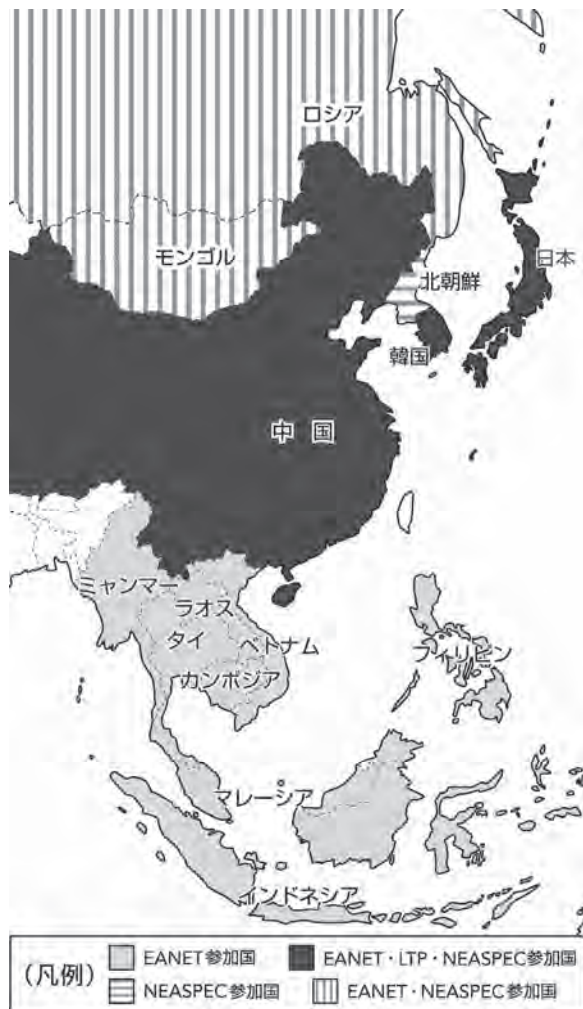 ロシア
モンゴル
北朝鮮
日本
韓国
中国
ミャンマー
ラオス
タイ
ベトナム
カンボジア
フィリピン
マレーシア
インドネシア
(凡例)
EANET参加国
EANET・LTP・NEASPEC参加国
NEASPEC参加国
EANET・NEASPEC参加国